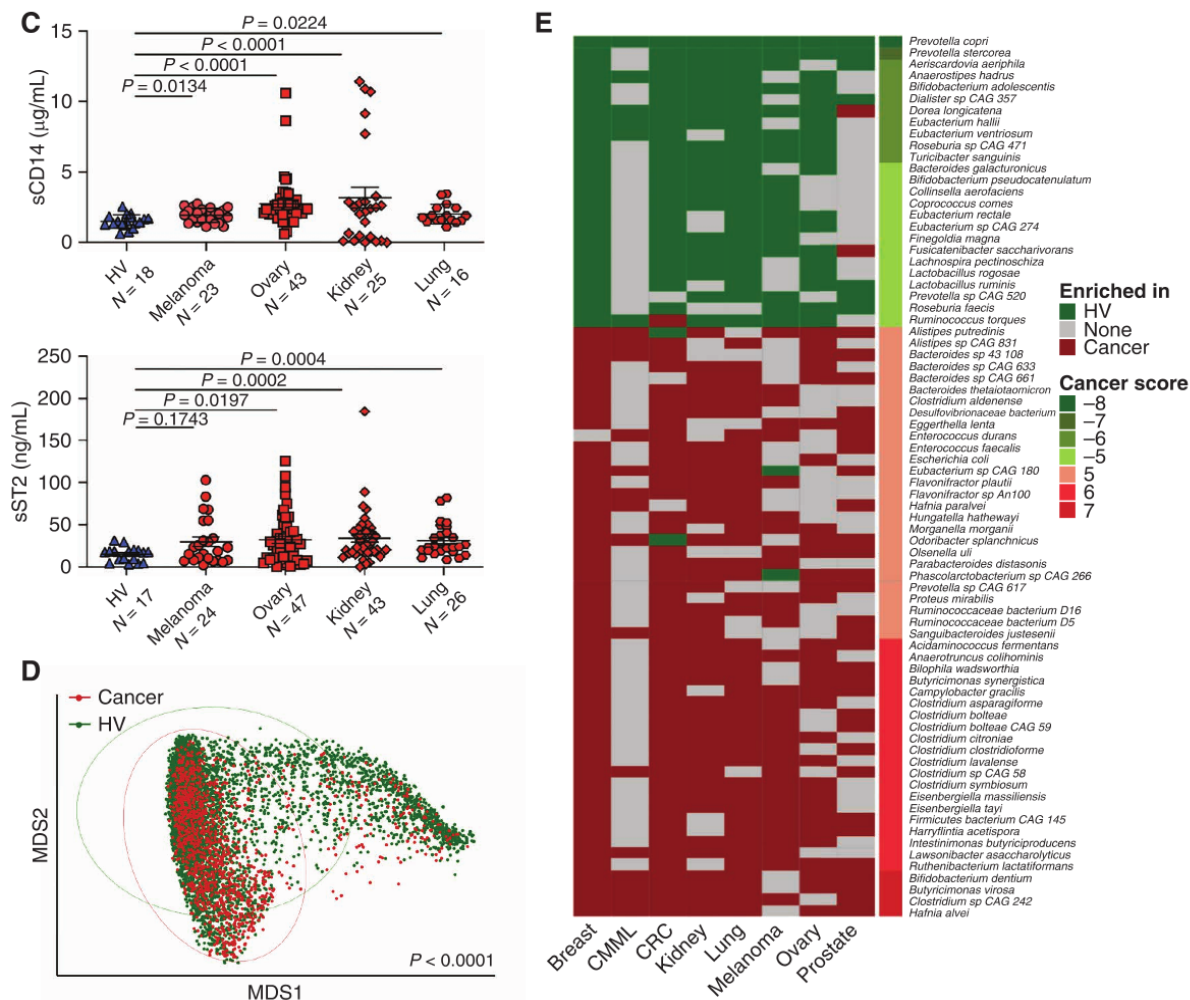 C
P = 0.0224
P < 0.0001
P < 0.0001
P = 0.0134
15
10
5
0
sCD14 (μg/mL)
HV
N = 18
Melanoma
N = 23
Ovary
N = 43
Kidney
N = 25
Lung
N = 16
P = 0.0004
P = 0.0002
P = 0.0197
P = 0.1743
250
200
150
100
50
0
sST2 (ng/mL)
HV
N = 17
Melanoma
N = 24
Ovary
N = 47
Kidney
N = 43
Lung
N = 26
D
Cancer
HV
MDS2
P < 0.0001
MDS1
E
Prevotella copri
Prevotella stercorea
Aeriscardovia aeriphila
Anaerostipes hadrus
Bifidobacterium adolescentis
Dialister sp CAG 357
Dorea longicatena
Eubacterium hallii
Eubacterium ventriosum
Roseburia sp CAG 471
Turicibacter sanguinis
Bacteroides galacturonicus
Bifidobacterium pseudocatenulatum
Collinsella aerofaciens
Coprococcus comes
Eubacterium rectale
Eubacterium sp CAG 274
Finegoldia magna
Fusicatenibacter saccharivorans
Lachnospira pectinoschiza
Lactobacillus rogosae
Lactobacillus ruminis
Prevotella sp CAG 520
Roseburia faecis
Ruminococcus torques
Alistipes putredinis
Alistipes sp CAG 831
Bacteroides sp 43 108
Bacteroides sp CAG 633
Bacteroides sp CAG 661
Bacteroides thetaiotaomicron
Clostridium aldenense
Desulfovibrionaceae bacterium
Eggerthella lenta
Enterococcus durans
Enterococcus faecalis
Escherichia coli
Eubacterium sp CAG 180
Flavonifractor plautii
Flavonifractor sp An100
Hafnia paralvei
Hungatella hathewayi
Morganella morganii
Odoribacter splanchnicus
Olsenella uli
Parabacteroides distasonis
Phascolarctobacterium sp CAG 266
Prevotella sp CAG 617
Proteus mirabilis
Ruminococcaceae bacterium D16
Ruminococcaceae bacterium D5
Sanguibacteroides justesenii
Acidaminococcus fermentans
Anaerotruncus colihominis
Bilophila wadsworthia
Butyricimonas synergistica
Campylobacter gracilis
Clostridium asparagiforme
Clostridium bolteae
Clostridium bolteae CAG 59
Clostridium citroniae
Clostridium clostridioforme
Clostridium lavalense
Clostridium sp CAG 58
Clostridium symbiosum
Eisenbergiella massiliensis
Eisenbergiella tayi
Firmicutes bacterium CAG 145
Harryflintia acetispora
Intestinimonas butyriciproducens
Lawsonibacter asaccharolyticus
Ruthenibacterium lactatiformans
Bifidobacterium dentium
Butyricimonas virosa
Clostridium sp CAG 242
Hafnia alvei
Breast
CMML
CRC
Kidney
Lung
Melanoma
Ovary
Prostate
Enriched in
HV
None
Cancer
Cancer score
−8
−7
−6
−5
5
6
7